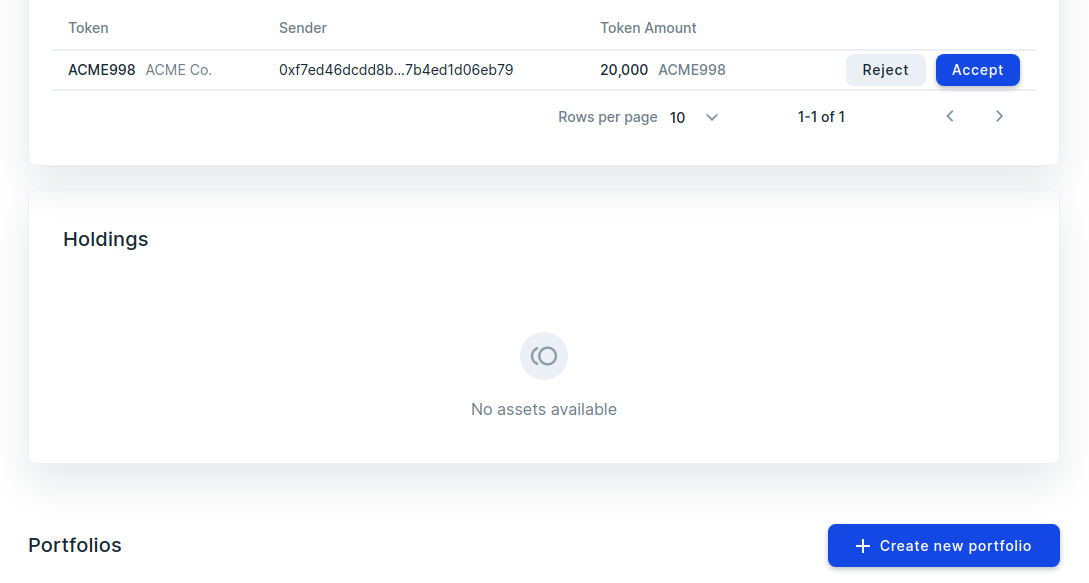 Token Sender Token Amount
ACME998 ACME Co. 0xf7ed46dcdd8b...7b4ed1d06eb79 20,000 ACME998 Reject Accept
Rows per page 10 1-1 of 1
Holdings
No assets available
Portfolios + Create new portfolio